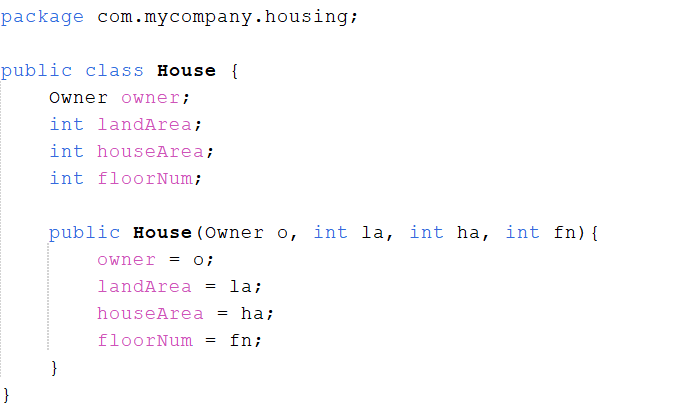 package com.mycompany.housing;

public class House {
    Owner owner;
    int landArea;
    int houseArea;
    int floorNum;

    public House(Owner o, int la, int ha, int fn){
        owner = o;
        landArea = la;
        houseArea = ha;
        floorNum = fn;
    }
}